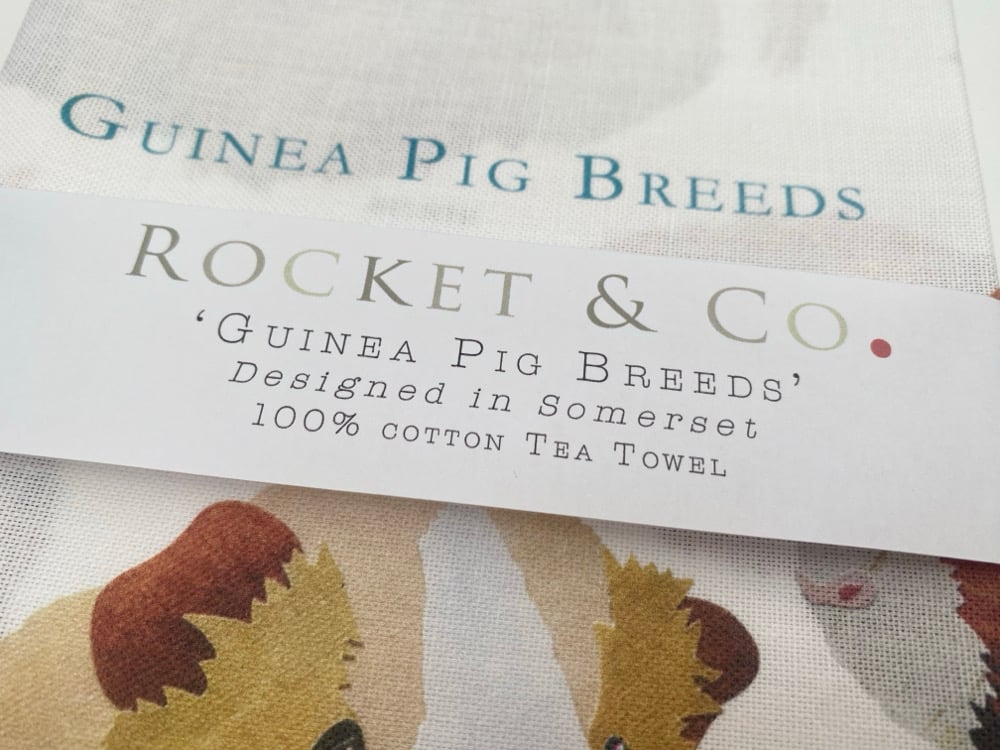 Guinea Pig Breeds
Rocket & Co.
‘Guinea Pig Breeds’
Designed in Somerset
100% cotton Tea Towel